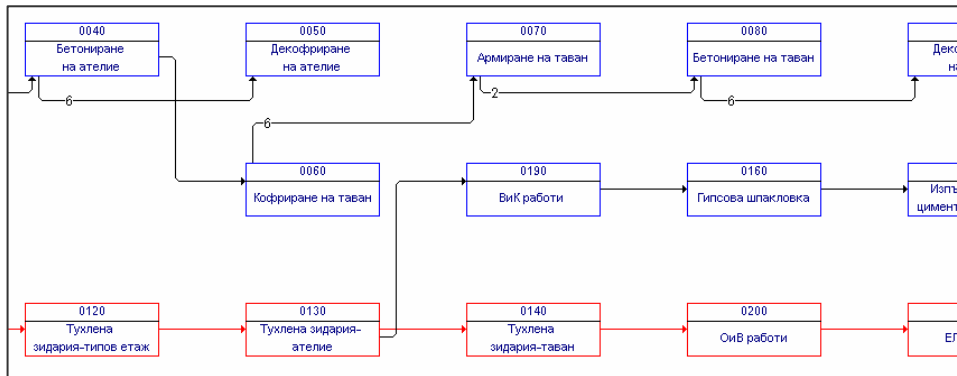 0040
Бетониране
на ателие
0050
Декофриране
на ателие
0070
Армиране на таван
0080
Бетониране на таван
6
2
6
6
0060
Кофриране на таван
0190
ВиК работи
0160
Гипсова шпакловка
0120
Тухлена
зидария-типов етаж
0130
Тухлена зидария-
ателие
0140
Тухлена
зидария-таван
0200
ОиВ работи